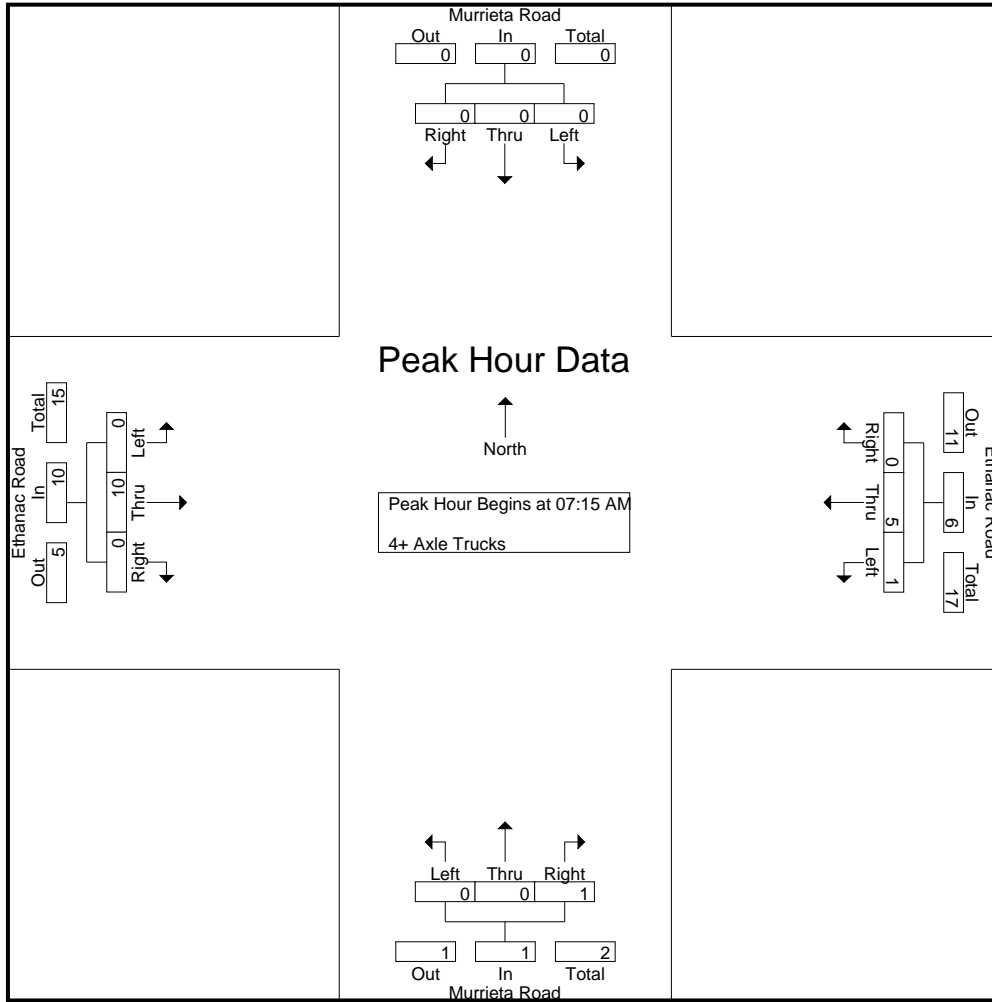 Murrieta Road
Out In Total
0 0 0
0 0 0
Right Thru Left
Peak Hour Data
North
Peak Hour Begins at 07:15 AM
4+ Axle Trucks
Ethanac Road
Out In Total
5 10 15
0 10 0
Right Thru Left
Ethanac Road
Out In Total
11 6 17
0 5 1
Right Thru Left
Left Thru Right
0 0 1
1 1 2
Out In Total
Murrieta Road